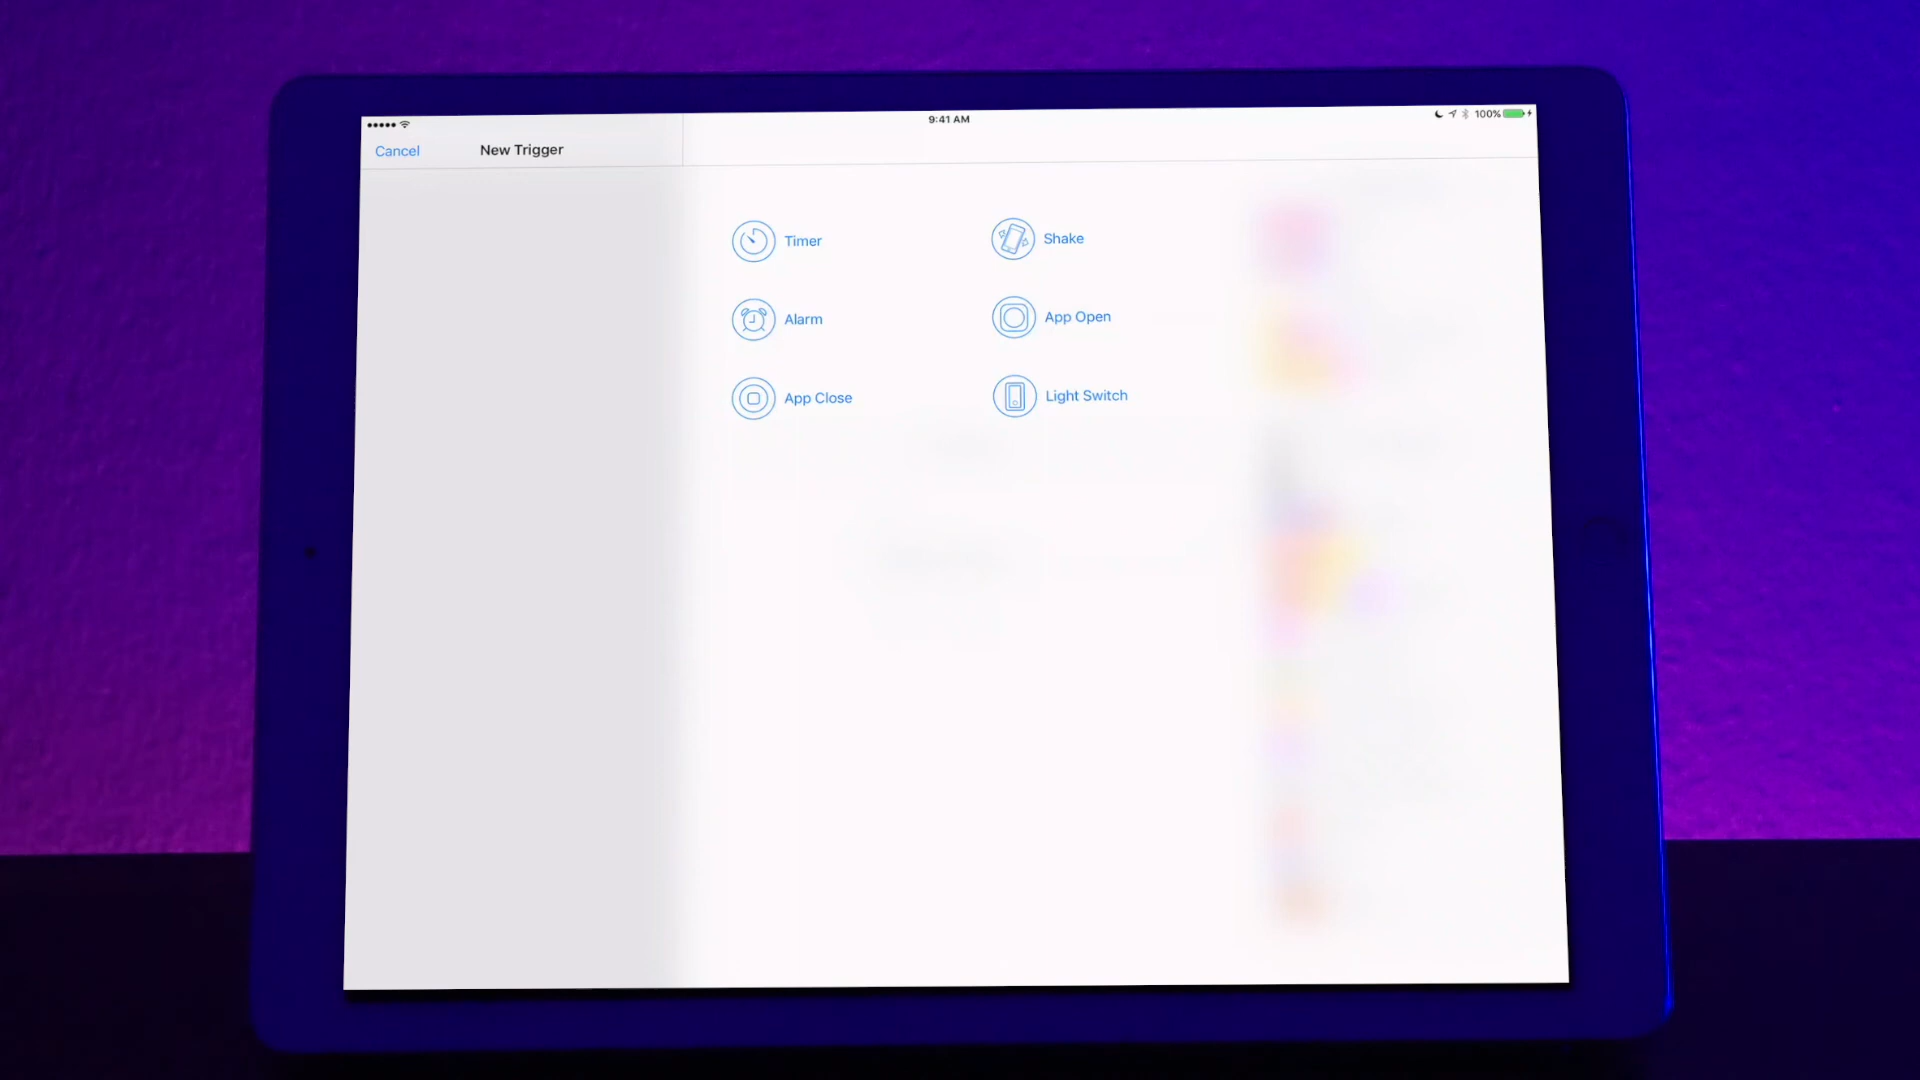 9:41 AM
100%
Cancel
New Trigger
Timer
Shake
Alarm
App Open
App Close
Light Switch